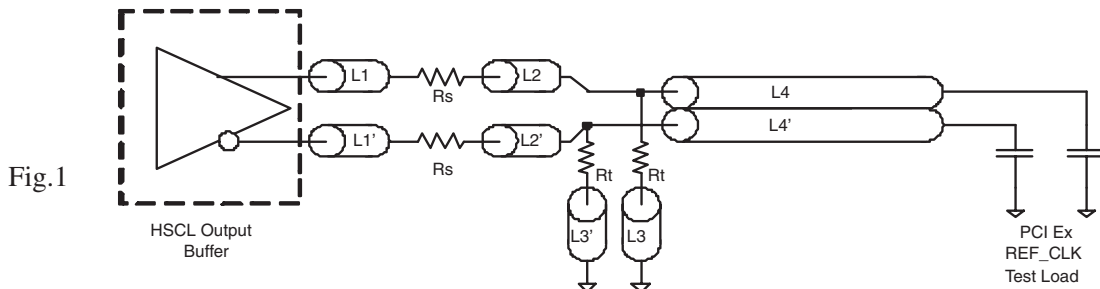 L1
L2
L4
Rs
L4'
L1'
L2'
Fig.1
Rs
Rt
Rt
L3'
L3
HSCL Output
Buffer
PCI Ex
REF_CLK
Test Load